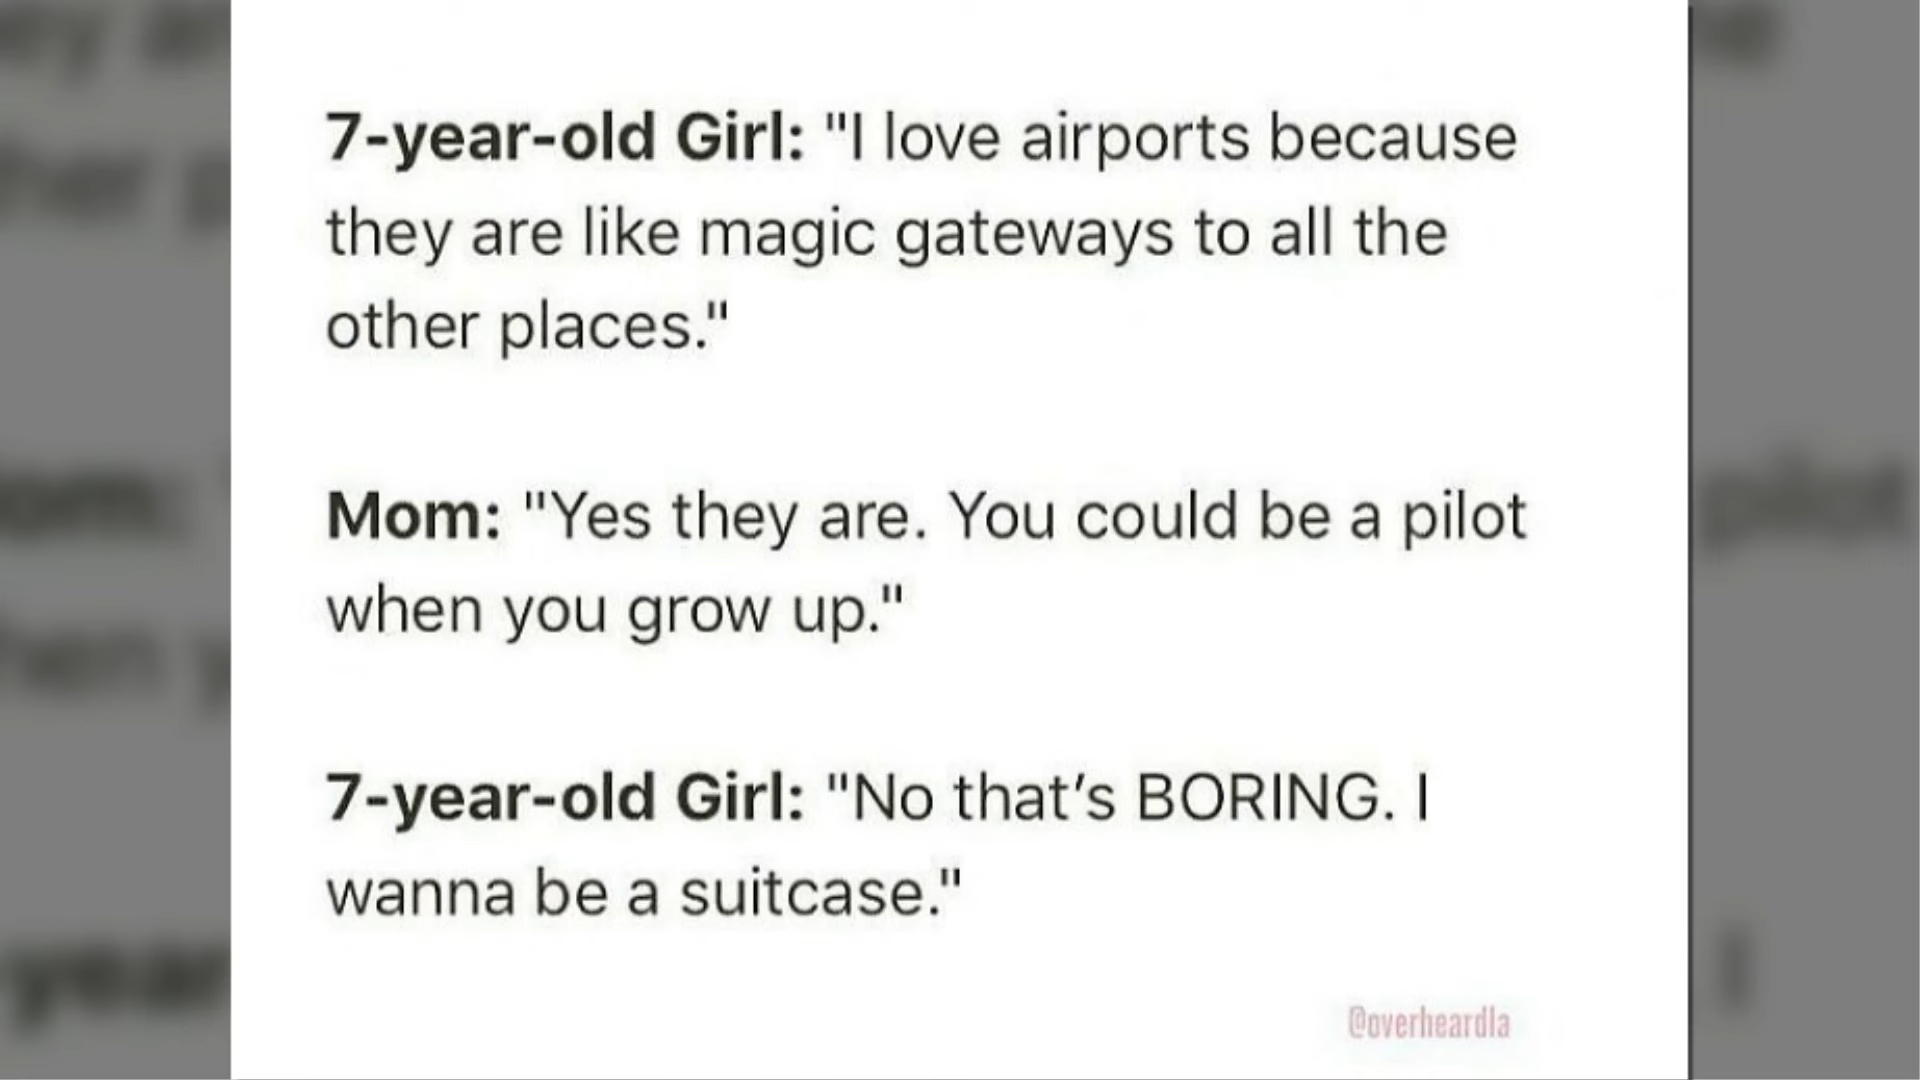 7-year-old Girl: "I love airports because
they are like magic gateways to all the
other places."
Mom: "Yes they are. You could be a pilot
when you grow up."
7-year-old Girl: "No that’s BORING. I
wanna be a suitcase."
@overheardla